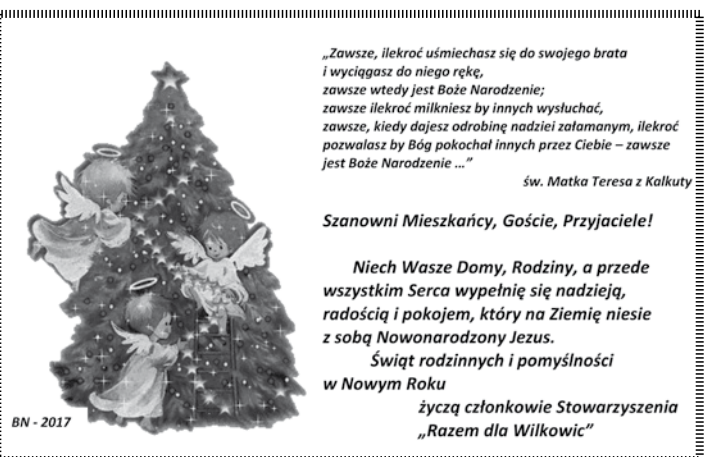 „Zawsze, ilekroć uśmiechasz się do swojego brata
i wyciągasz do niego rękę,
zawsze wtedy jest Boże Narodzenie;
zawsze ilekroć milkniesz by innych wysłuchać,
zawsze, kiedy dajesz odrobinę nadziei załamanym, ilekroć
pozwalasz by Bóg pokochał innych przez Ciebie – zawsze
jest Boże Narodzenie ...”
św. Matka Teresa z Kalkuty
Szanowni Mieszkańcy, Goście, Przyjaciele!
Niech Wasze Domy, Rodziny, a przede
wszystkim Serca wypełnię się nadzieją,
radością i pokojem, który na Ziemię niesie
z sobą Nowonarodzony Jezus.
Świąt rodzinnych i pomyślności
w Nowym Roku
życzą członkowie Stowarzyszenia
„Razem dla Wilkowic”
BN - 2017